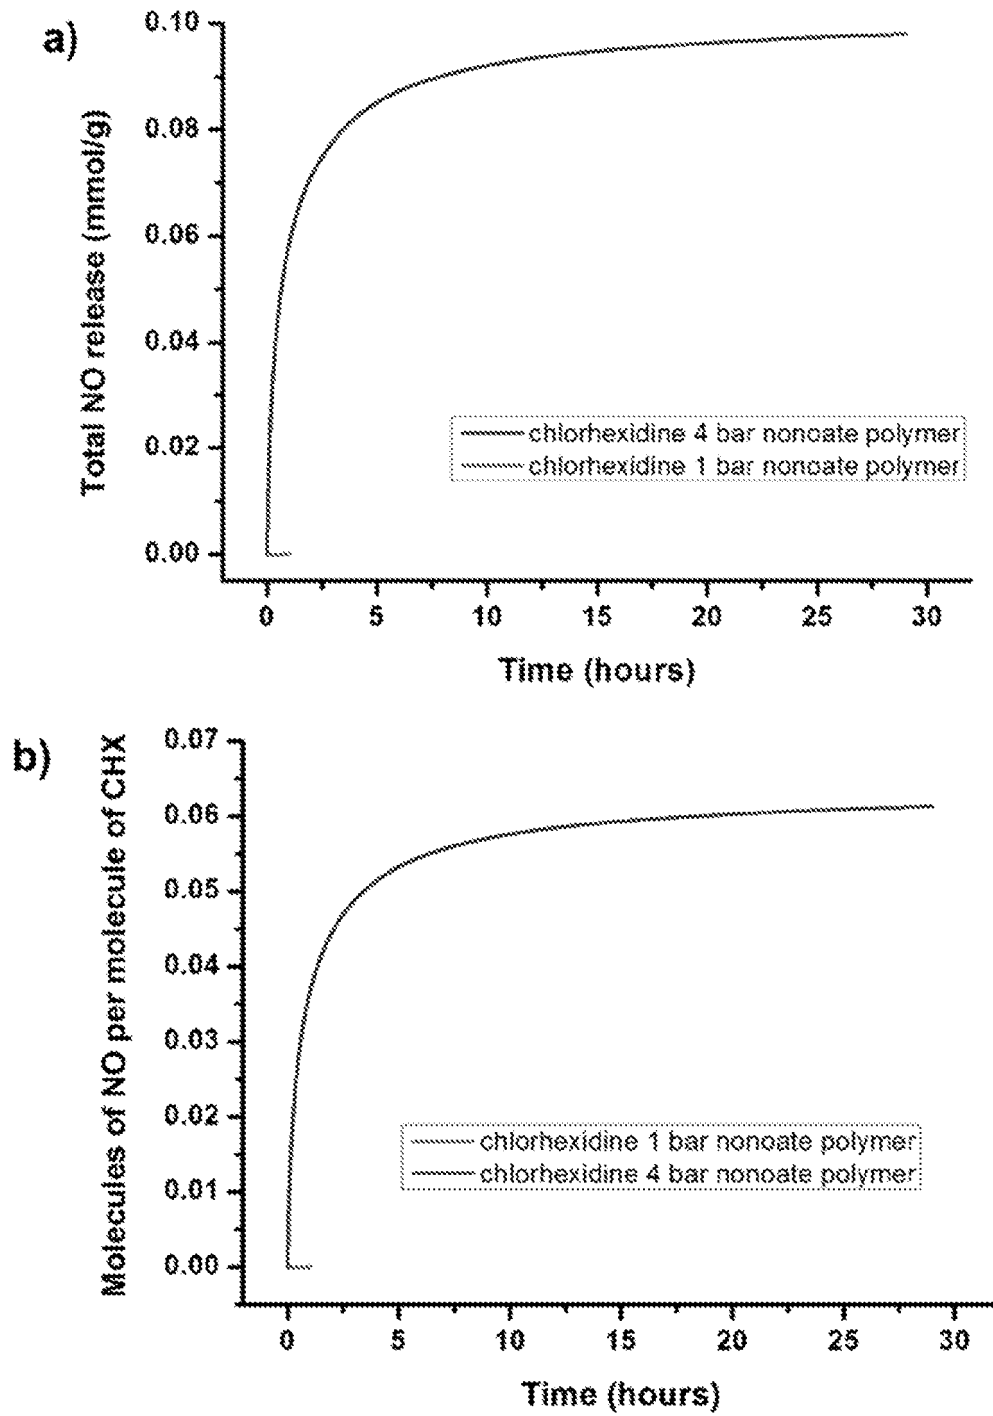 a)
Total NO release (mmol/g)
0.10
0.08
0.06
0.04
0.02
0.00
chlorhexidine 4 bar nonoate polymer
chlorhexidine 1 bar nonoate polymer
0 5 10 15 20 25 30
Time (hours)
b)
Molecules of NO per molecule of CHX
0.07
0.06
0.05
0.04
0.03
0.02
0.01
0.00
chlorhexidine 1 bar nonoate polymer
chlorhexidine 4 bar nonoate polymer
0 5 10 15 20 25 30
Time (hours)